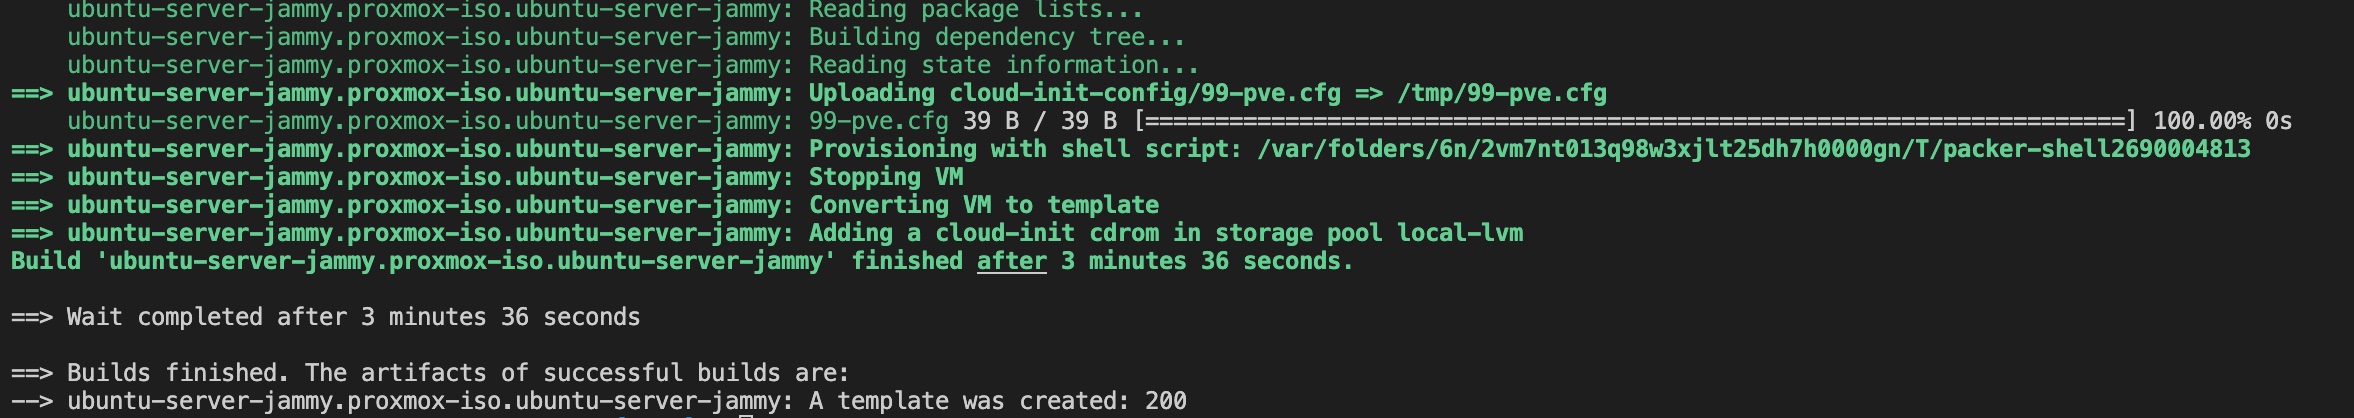 ubuntu-server-jammy.proxmox-iso.ubuntu-server-jammy: Reading package lists...
ubuntu-server-jammy.proxmox-iso.ubuntu-server-jammy: Building dependency tree...
ubuntu-server-jammy.proxmox-iso.ubuntu-server-jammy: Reading state information...
==> ubuntu-server-jammy.proxmox-iso.ubuntu-server-jammy: Uploading cloud-init-config/99-pve.cfg => /tmp/99-pve.cfg
ubuntu-server-jammy.proxmox-iso.ubuntu-server-jammy: 99-pve.cfg 39 B / 39 B [======================================================================] 100.00% 0s
==> ubuntu-server-jammy.proxmox-iso.ubuntu-server-jammy: Provisioning with shell script: /var/folders/6n/2vm7nt013q98w3xjlt25dh7h0000gn/T/packer-shell2690004813
==> ubuntu-server-jammy.proxmox-iso.ubuntu-server-jammy: Stopping VM
==> ubuntu-server-jammy.proxmox-iso.ubuntu-server-jammy: Converting VM to template
==> ubuntu-server-jammy.proxmox-iso.ubuntu-server-jammy: Adding a cloud-init cdrom in storage pool local-lvm
Build 'ubuntu-server-jammy.proxmox-iso.ubuntu-server-jammy' finished after 3 minutes 36 seconds.
==> Wait completed after 3 minutes 36 seconds
==> Builds finished. The artifacts of successful builds are:
--> ubuntu-server-jammy.proxmox-iso.ubuntu-server-jammy: A template was created: 200